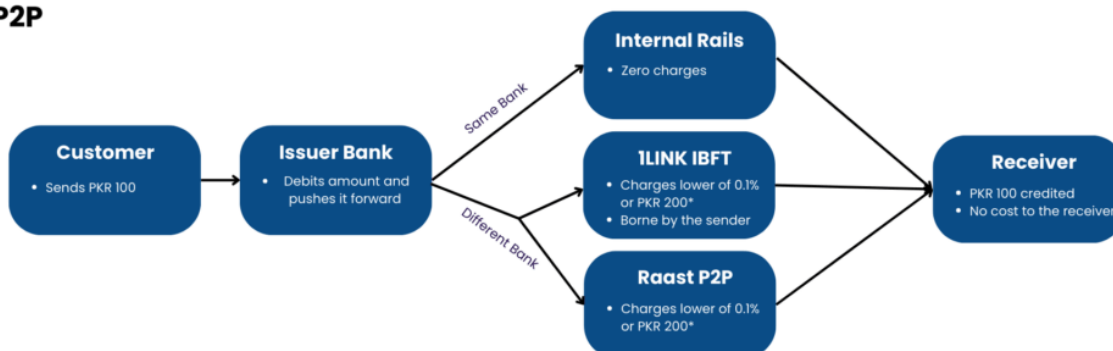 P2P
Customer
• Sends PKR 100
Issuer Bank
• Debits amount and
pushes it forward
Same Bank
Different Bank
Internal Rails
• Zero charges
1LINK IBFT
• Charges lower of 0.1%
or PKR 200*
• Borne by the sender
Raast P2P
• Charges lower of 0.1%
or PKR 200*
Receiver
• PKR 100 credited
• No cost to the receiver